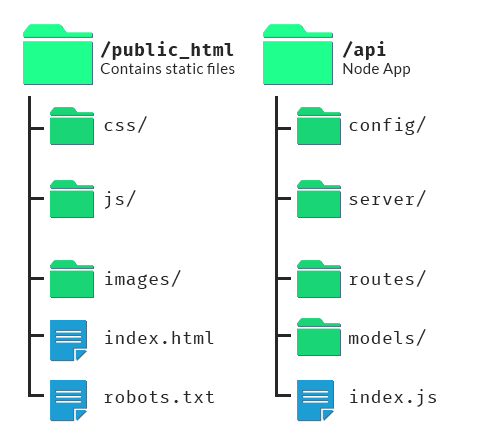 /public_html
Contains static files
css/
js/
images/
index.html
robots.txt
/api
Node App
config/
server/
routes/
models/
index.js